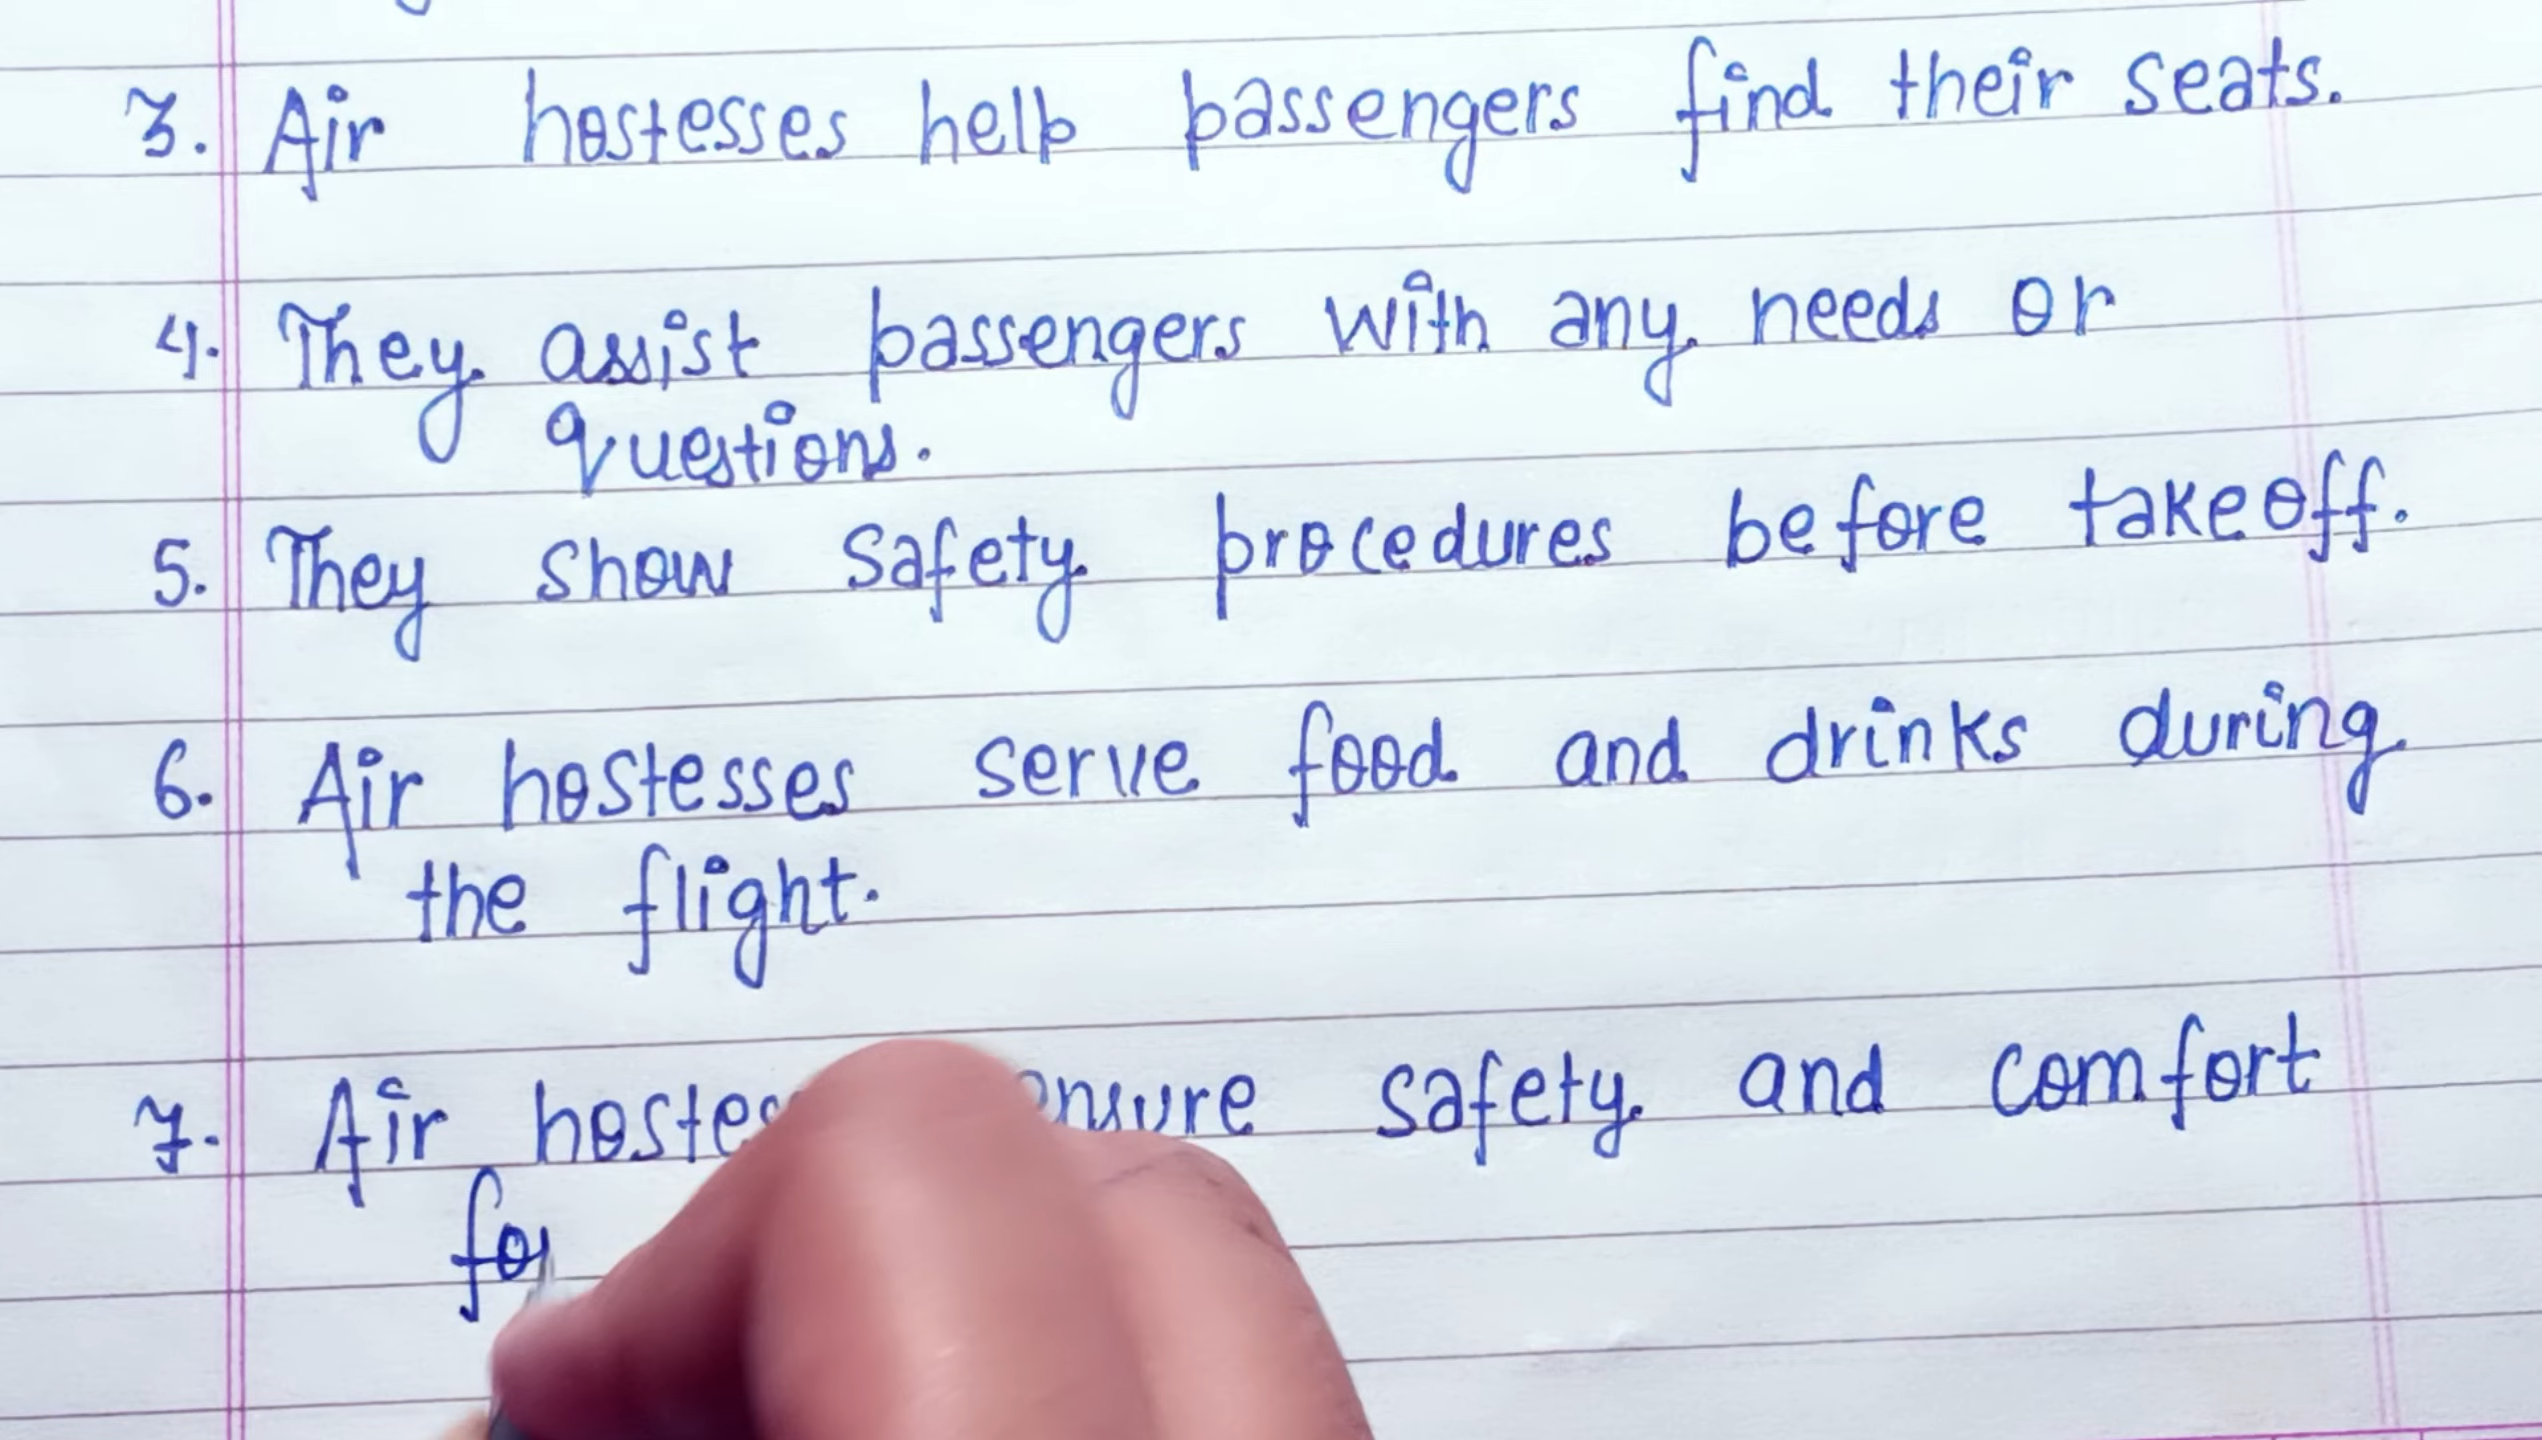 3. Air hostesses help passengers find their seats.
4. They assist passengers with any needs or
questions.
5. They show safety procedures before takeoff.
6. Air hostesses serve food and drinks during
the flight.
7. Air safety and comfort